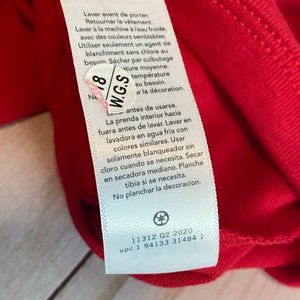 Laver avant de porter.
Retourner le vêtement.
Laver à la machine à l'eau froide,
avec des couleurs semblables.
Utiliser seulement un agent de
blanchiment sans chlore au
besoin. Sécher par culbutage
température moyenne.
température
8
W.G.S
Lavar antes de usarse.
La prenda interior hacia
fuera antes de lavar. Lavar en
lavadora en agua fría con
colores similares. Usar
solamente blanqueador sin
cloro cuando se necesita. Secar
en secadora mediano. Plancha
tibia si se necesita.
No planchar la decoracion.
11312 Q2 2020
upc 1 94133 31484 1